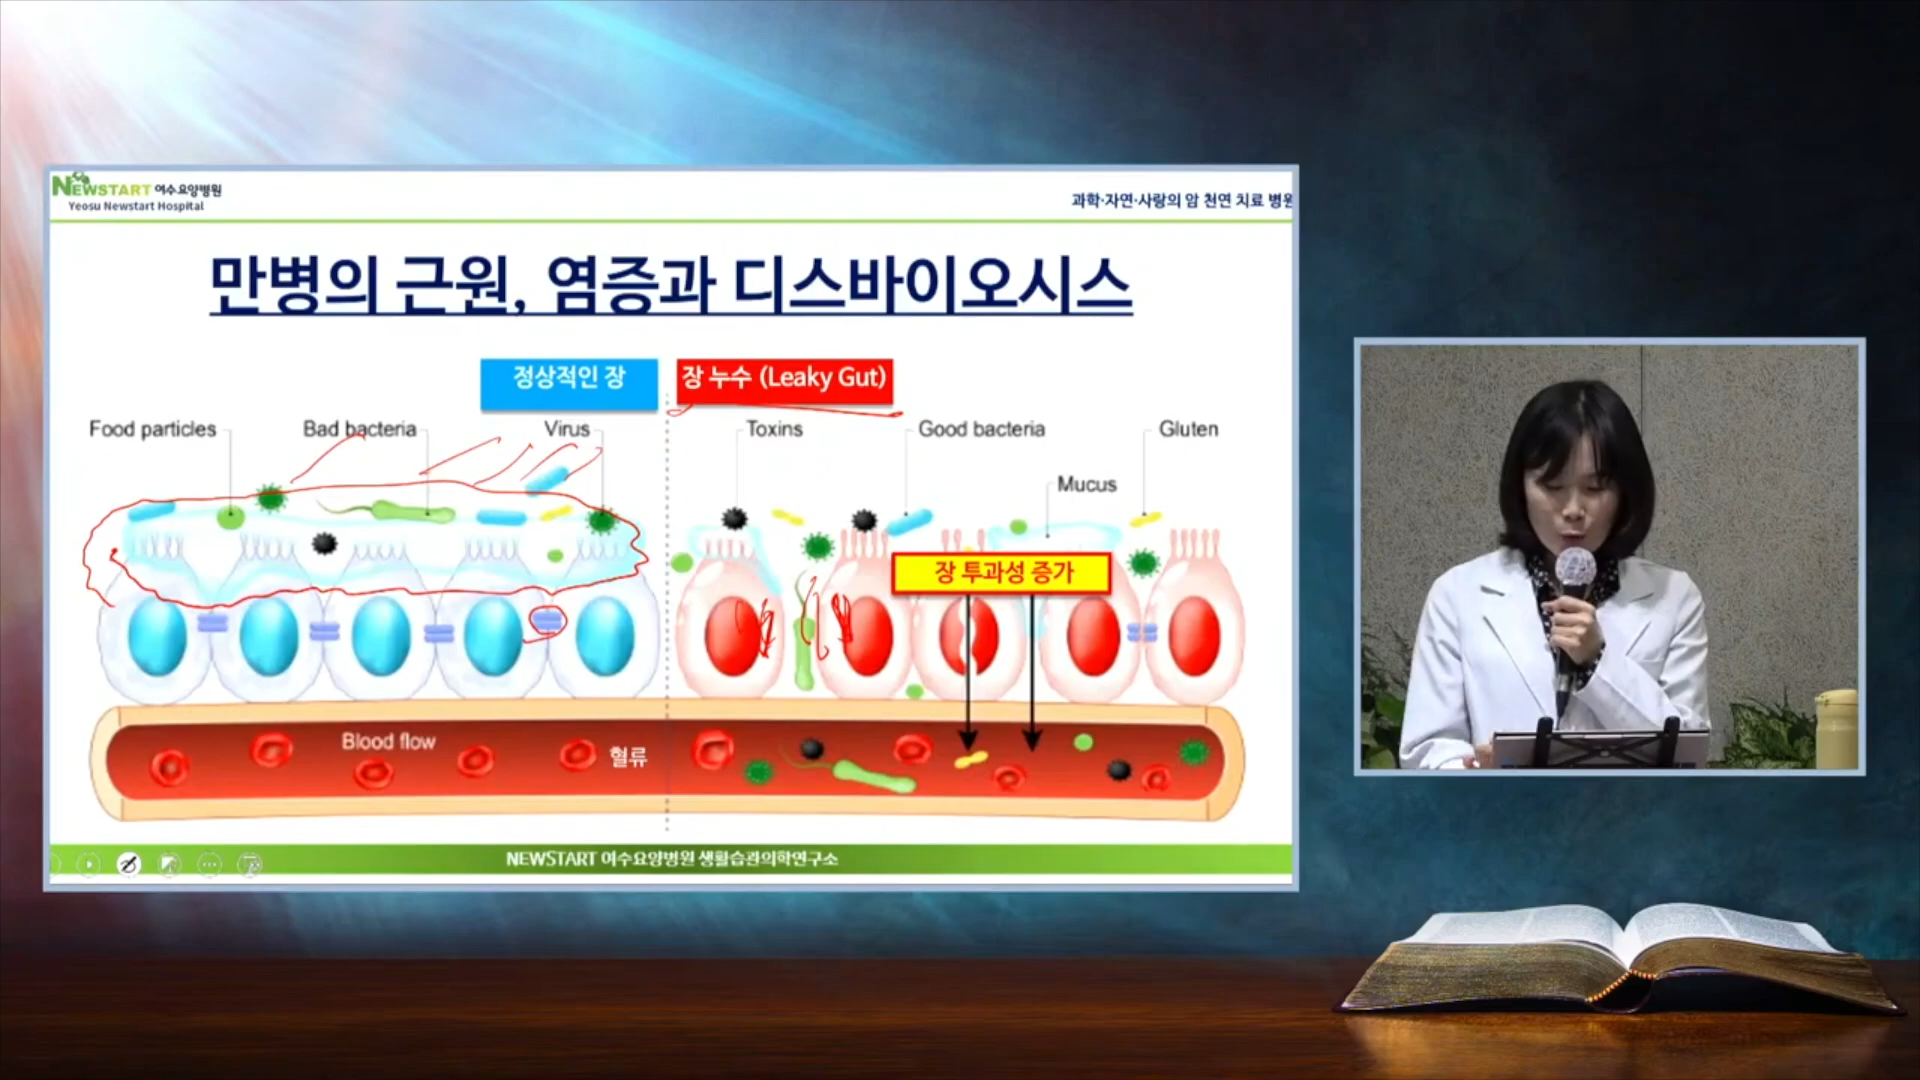 NEWSTART 여수요양병원
Yeosu Newstart Hospital
과학·자연·사랑의 암 천연 치료 병원
만병의 근원, 염증과 디스바이오시스
정상적인 장
장 누수 (Leaky Gut)
Food particles
Bad bacteria
Virus
Toxins
Good bacteria
Gluten
Mucus
장 투과성 증가
Blood flow
혈류
NEWSTART 여수요양병원 생활습관의학연구소